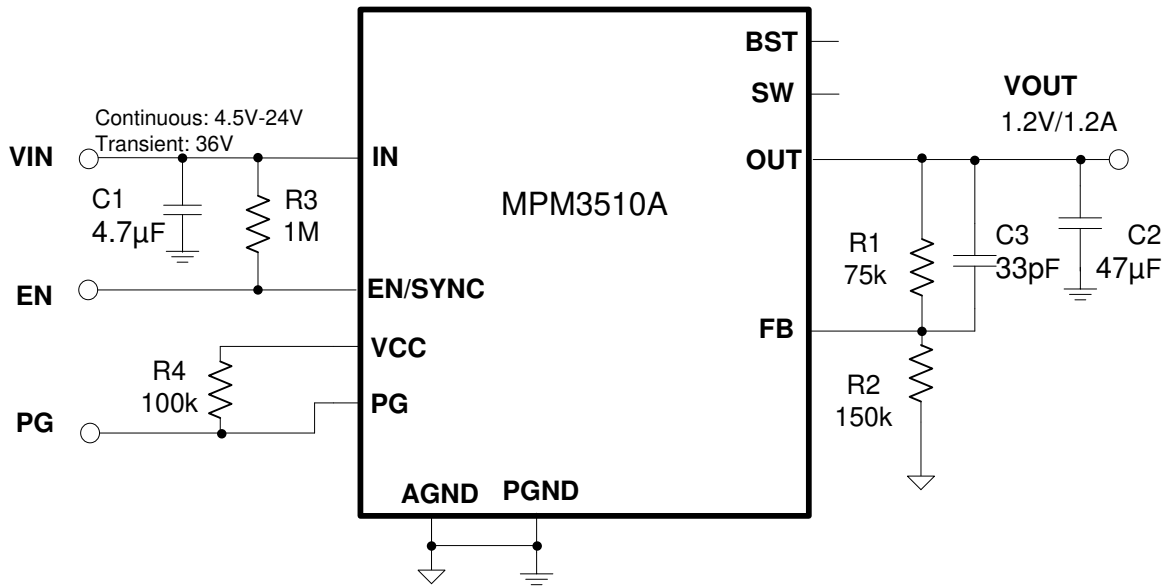 BST
SW
VOUT
1.2V/1.2A
Continuous: 4.5V-24V
Transient: 36V
VIN
IN
OUT
C1
4.7µF
R3
1M
MPM3510A
R1
75k
C3
33pF
C2
47µF
EN
EN/SYNC
FB
VCC
R4
100k
R2
150k
PG
PG
AGND
PGND